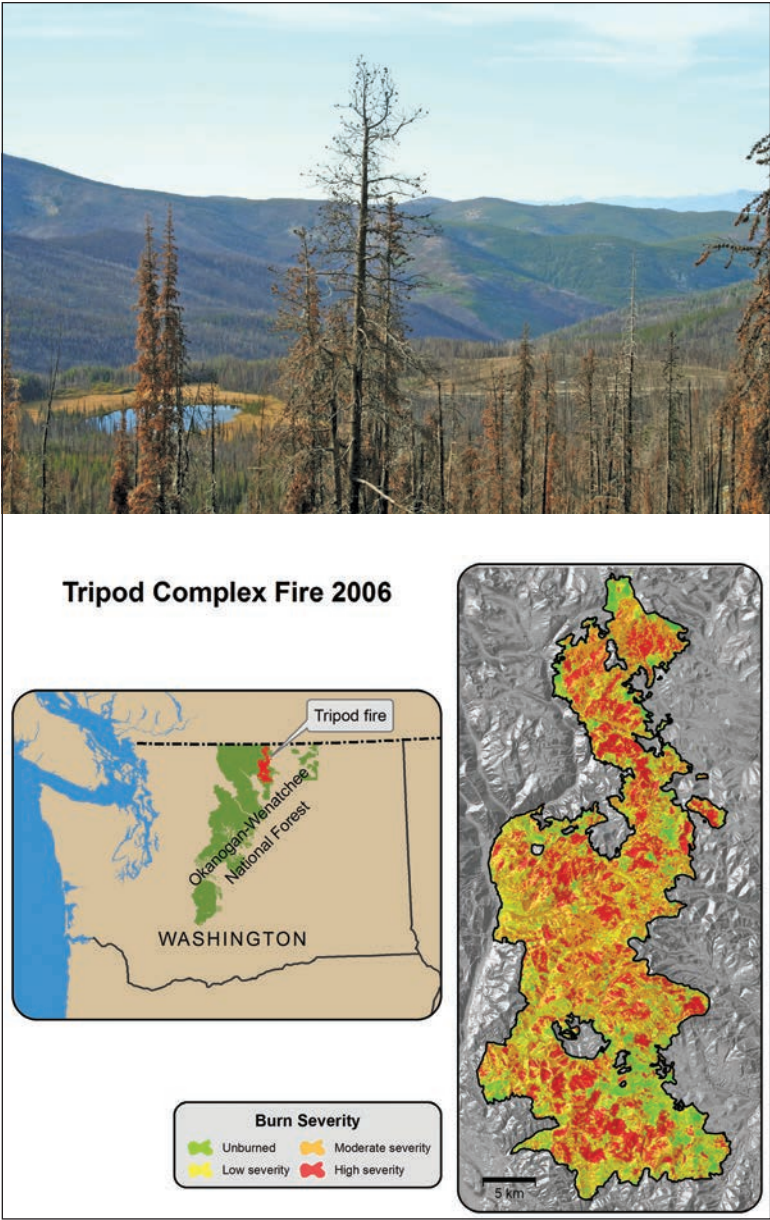 Tripod Complex Fire 2006
Tripod fire
Okanogan-Wenatchee
National Forest
WASHINGTON
Burn Severity
Unburned
Moderate severity
Low severity
High severity
5 km